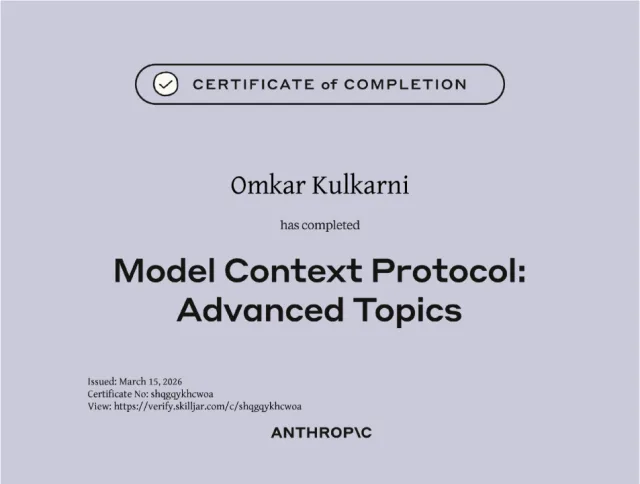 CERTIFICATE of COMPLETION
Omkar Kulkarni
has completed
Model Context Protocol:
Advanced Topics
Issued: March 15, 2026
Certificate No: shqgqykhcwoa
View: https://verify.skilljar.com/c/shqgqykhcwoa
ANTHROP\C